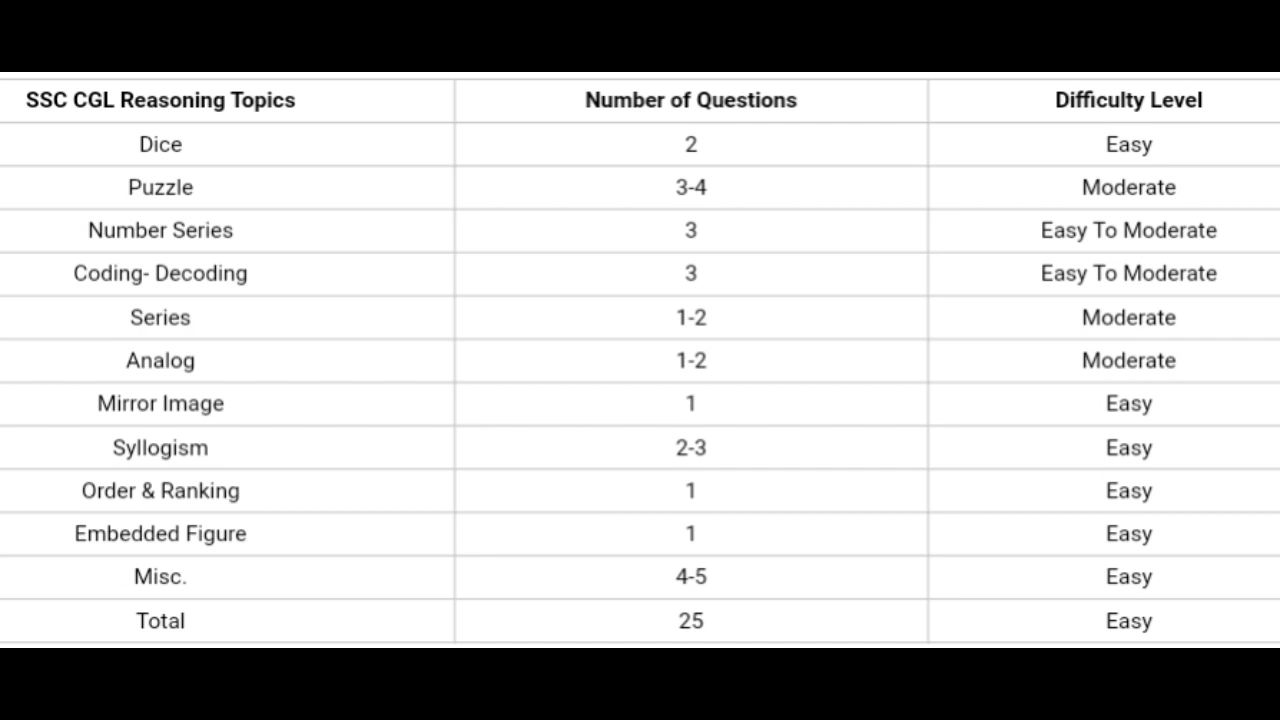 SSC CGL Reasoning Topics Number of Questions Difficulty Level
Dice 2 Easy
Puzzle 3-4 Moderate
Number Series 3 Easy To Moderate
Coding- Decoding 3 Easy To Moderate
Series 1-2 Moderate
Analog 1-2 Moderate
Mirror Image 1 Easy
Syllogism 2-3 Easy
Order & Ranking 1 Easy
Embedded Figure 1 Easy
Misc. 4-5 Easy
Total 25 Easy